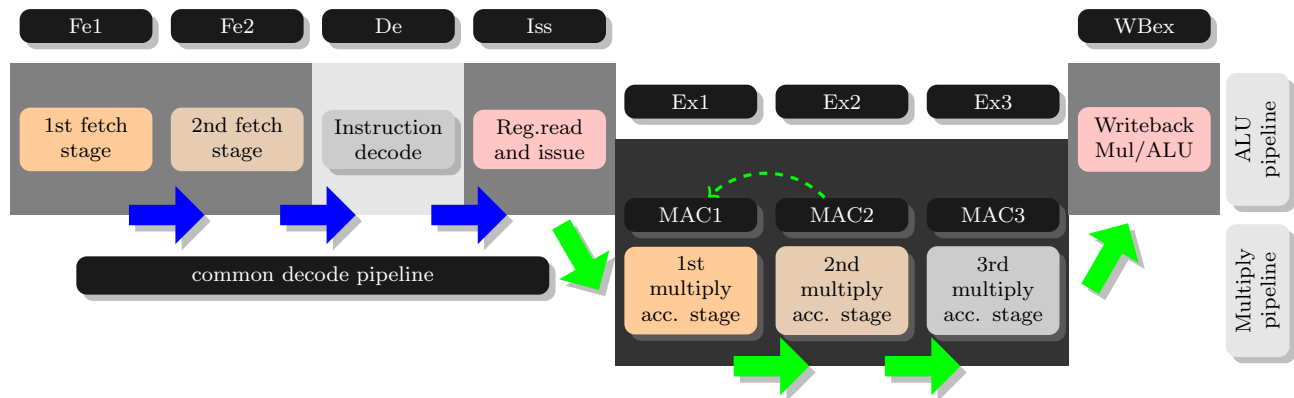 Fe1
Fe2
De
Iss
WBex
Ex1
Ex2
Ex3
1st fetch
stage
2nd fetch
stage
Instruction
decode
Reg.read
and issue
Writeback
Mul/ALU
ALU
pipeline
MAC1
MAC2
MAC3
common decode pipeline
1st
multiply
acc. stage
2nd
multiply
acc. stage
3rd
multiply
acc. stage
Multiply
pipeline